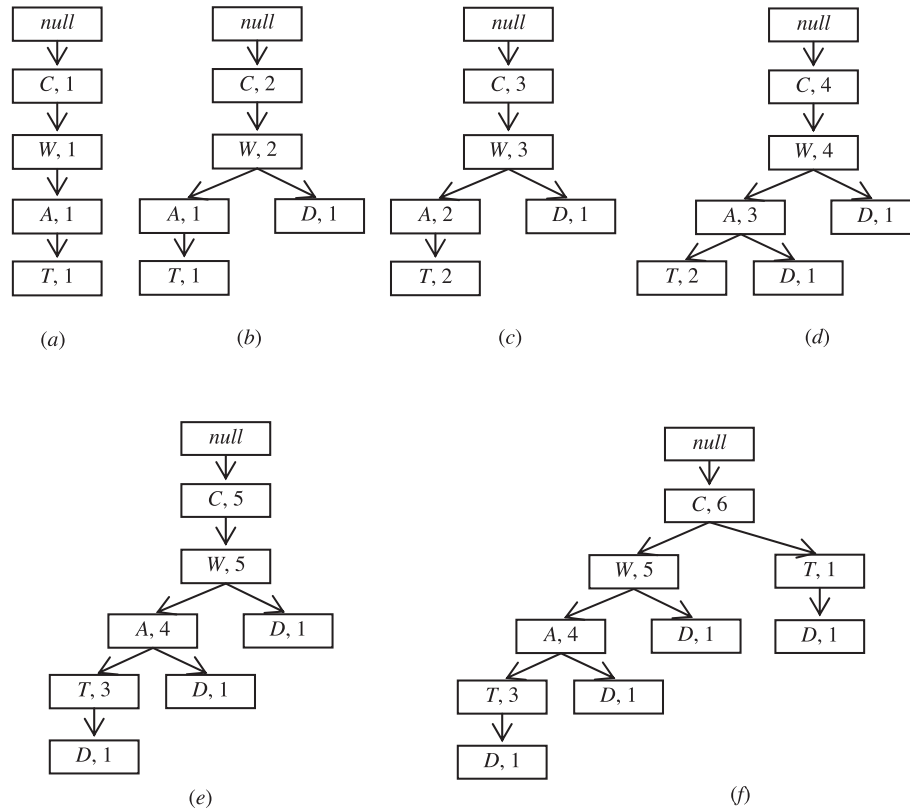 null
C, 1
W, 1
A, 1
T, 1
(a)
null
C, 2
W, 2
A, 1
D, 1
T, 1
(b)
null
C, 3
W, 3
A, 2
D, 1
T, 2
(c)
null
C, 4
W, 4
A, 3
D, 1
T, 2
D, 1
(d)
null
C, 5
W, 5
A, 4
D, 1
T, 3
D, 1
D, 1
(e)
null
C, 6
W, 5
T, 1
A, 4
D, 1
D, 1
T, 3
D, 1
D, 1
(f)